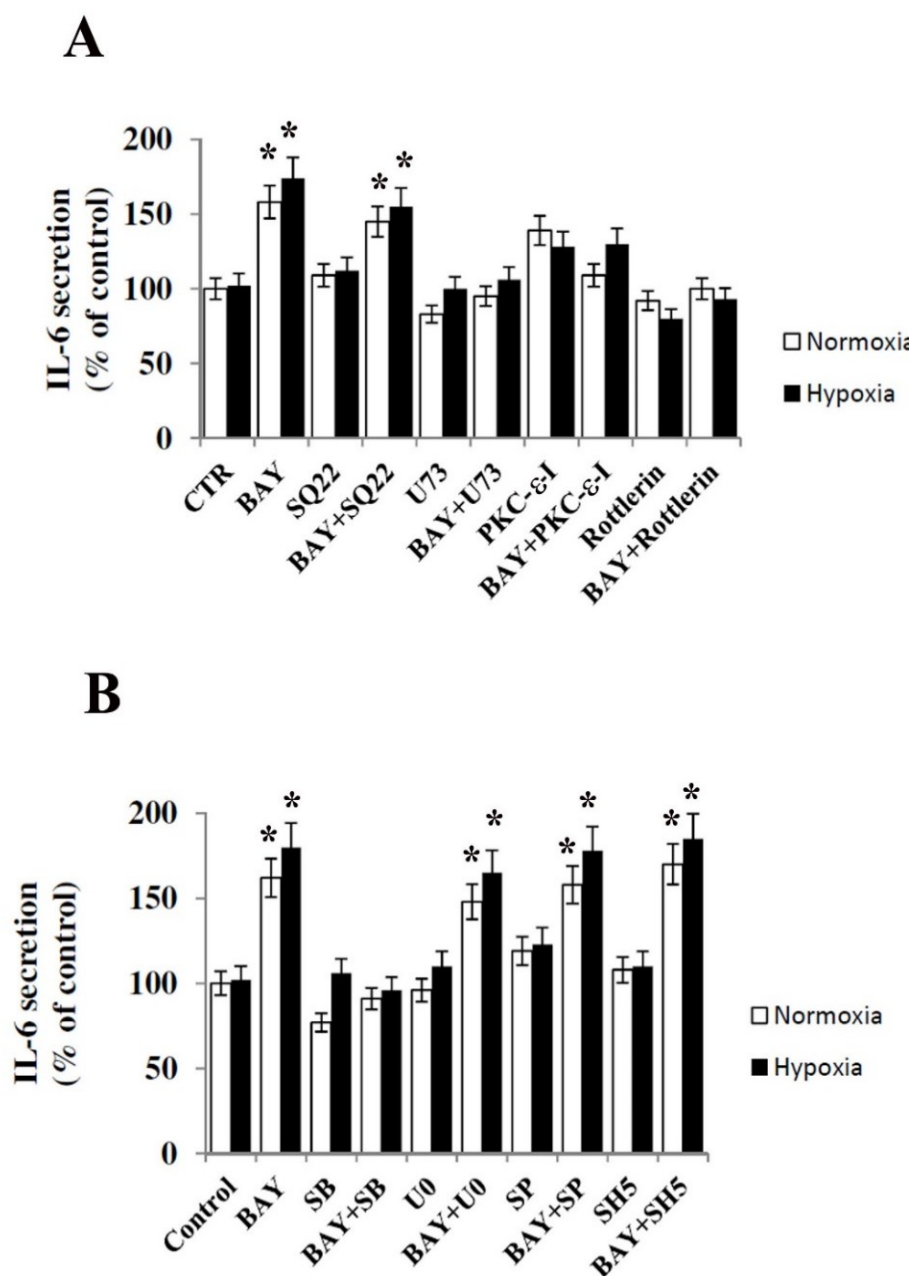 A
* * * *
200
150
100
50
0
IL-6 secretion
(% of control)
CTR
BAY
SQ22
BAY+SQ22
U73
BAY+U73
PKC-ε-I
BAY+PKC-ε-I
Rottlerin
BAY+Rottlerin
Normoxia
Hypoxia
B
* * * * * * * *
200
150
100
50
0
IL-6 secretion
(% of control)
Control
BAY
SB
BAY+SB
U0
BAY+U0
SP
BAY+SP
SH5
BAY+SH5
Normoxia
Hypoxia